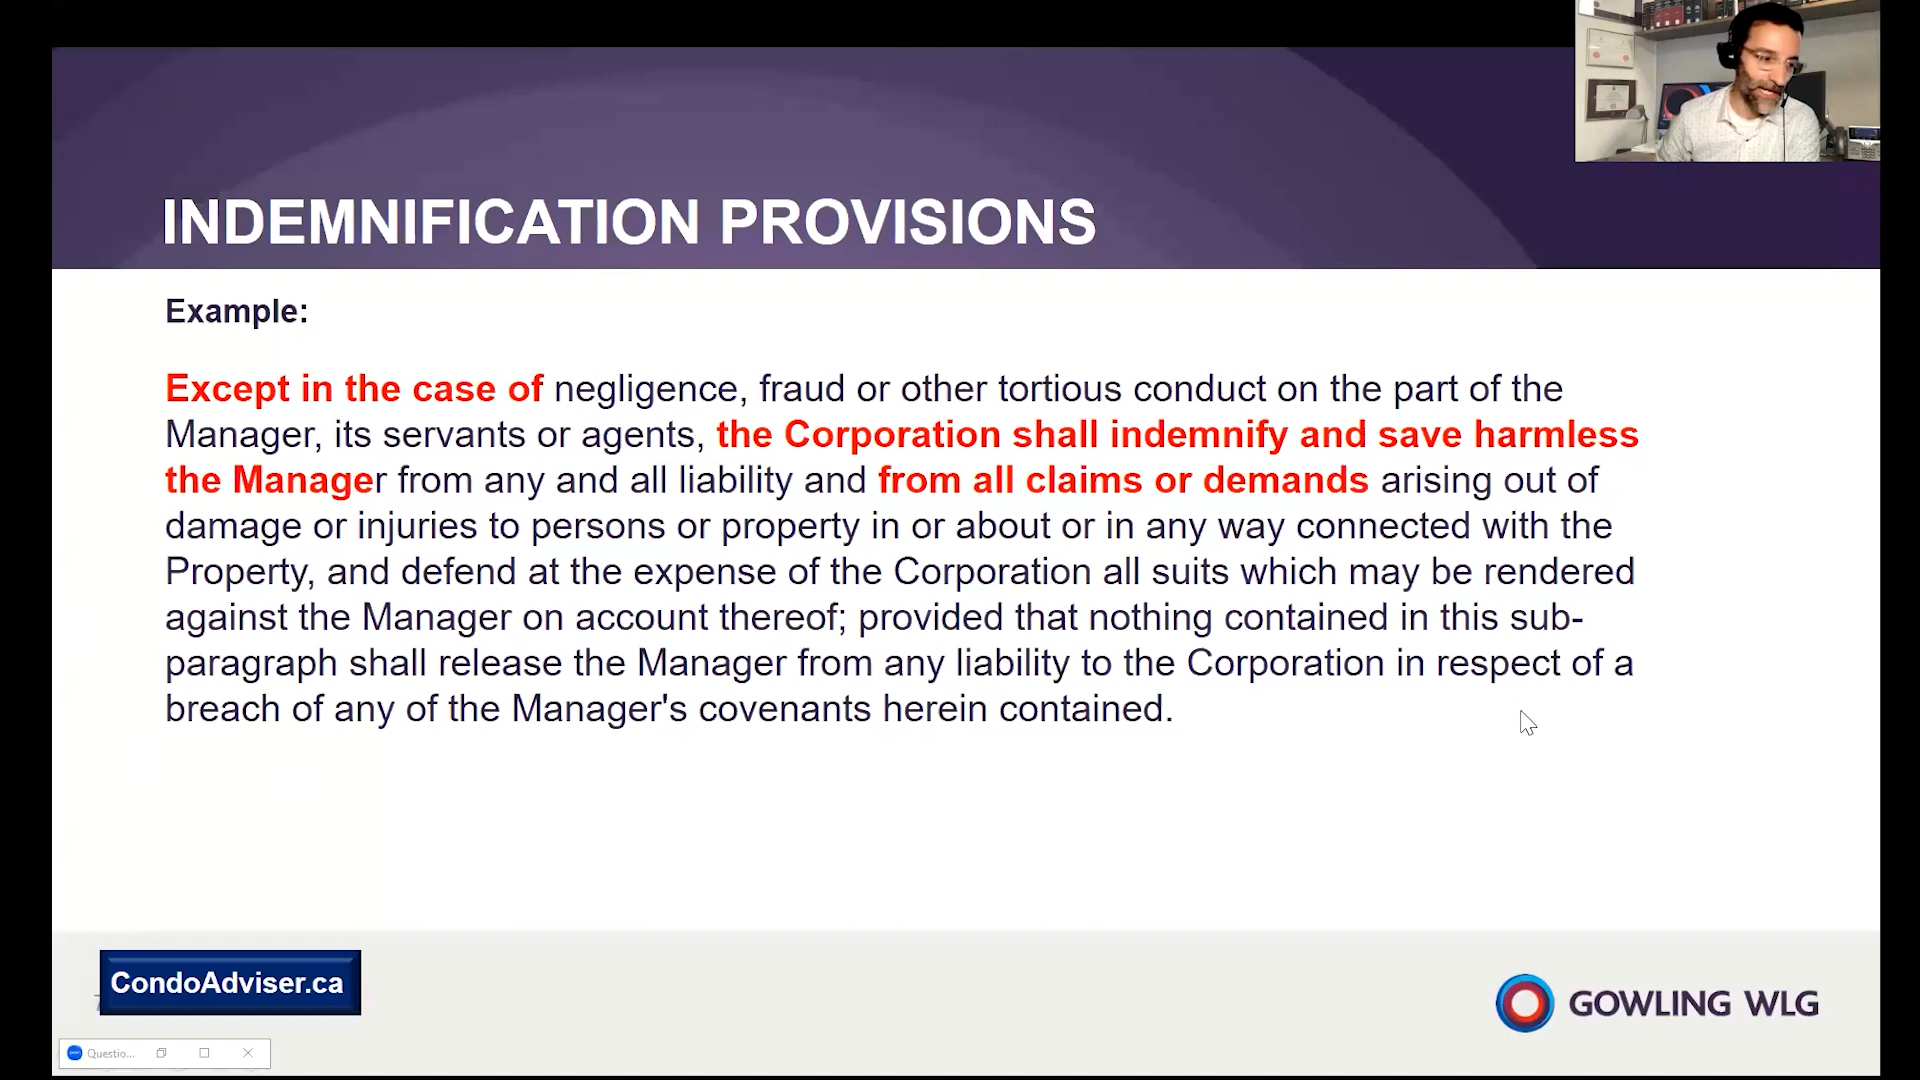 INDEMNIFICATION PROVISIONS
Example:
Except in the case of negligence, fraud or other tortious conduct on the part of the
Manager, its servants or agents, the Corporation shall indemnify and save harmless
the Manager from any and all liability and from all claims or demands arising out of
damage or injuries to persons or property in or about or in any way connected with the
Property, and defend at the expense of the Corporation all suits which may be rendered
against the Manager on account thereof; provided that nothing contained in this sub-
paragraph shall release the Manager from any liability to the Corporation in respect of a
breach of any of the Manager's covenants herein contained.
CondoAdviser.ca
GOWLING WLG
Questio...